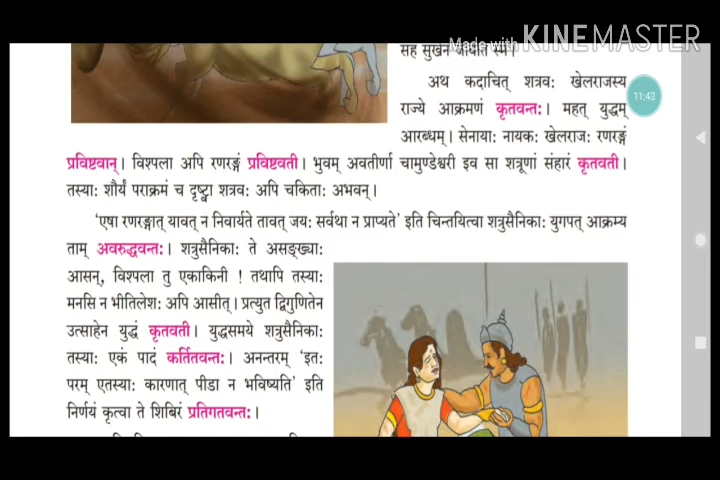 Made with KINEMASTER
सह सुखेन जीवति स्म।
अथ कदाचित् शत्रवः खेलराजस्य
11:43
राज्ये आक्रमणं कृतवन्तः। महत् युद्धम्
आरब्धम्। सेनायाः नायकः खेलराजः रणरङ्गं
प्रविष्टवान्। विश्पला अपि रणरङ्गं प्रविष्टवती। भुवम् अवतीर्णा चामुण्डेश्वरी इव सा शत्रूणां संहारं कृतवती।
तस्याः शौर्यं पराक्रमं च दृष्ट्वा शत्रवः अपि चकिताः अभवन्।
'एषा रणरङ्गात् यावत् न निवार्यते तावत् जयः सर्वथा न प्राप्यते' इति चिन्तयित्वा शत्रुसैनिकाः युगपत् आक्रम्य
ताम् अवरुद्धवन्तः। शत्रुसैनिकाः ते असङ्ख्याः
आसन्, विश्पला तु एकाकिनी ! तथापि तस्याः
मनसि न भीतिलेशः अपि आसीत्। प्रत्युत द्विगुणितेन
उत्साहेन युद्धं कृतवती। युद्धसमये शत्रुसैनिकाः
तस्याः एकं पादं कर्तितवन्तः। अनन्तरम् 'इतः
परम् एतस्याः कारणात् पीडा न भविष्यति' इति
निर्णयं कृत्वा ते शिबिरं प्रतिगतवन्तः।